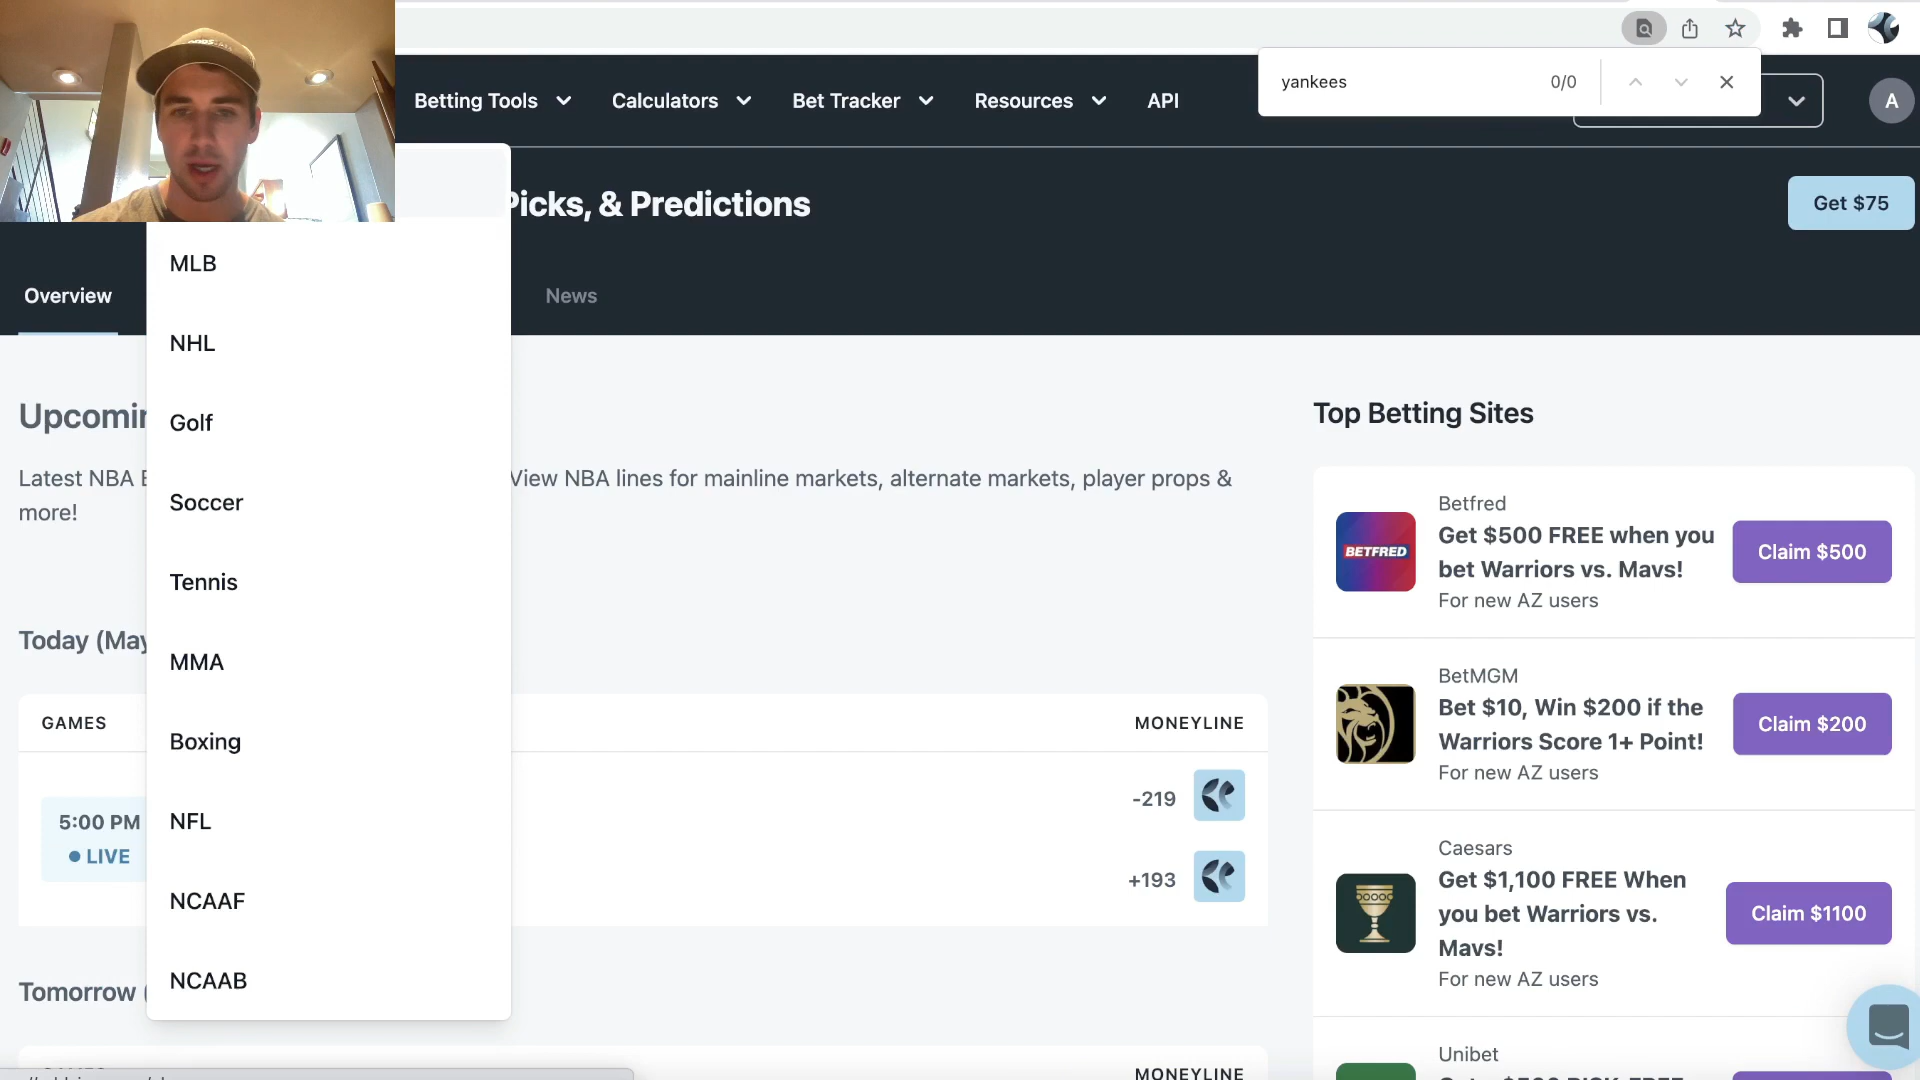 yankees
0/0
Betting Tools
Calculators
Bet Tracker
Resources
API
A
Picks, & Predictions
Get $75
Overview
News
MLB
NHL
Golf
Soccer
Tennis
MMA
Boxing
NFL
NCAAF
NCAAB
Upcomin
Latest NBA
View NBA lines for mainline markets, alternate markets, player props &
more!
Today (May
GAMES
MONEYLINE
5:00 PM
LIVE
-219
+193
Tomorrow (
MONEYLINE
Top Betting Sites
BETFRED
Betfred
Get $500 FREE when you
bet Warriors vs. Mavs!
For new AZ users
Claim $500
BetMGM
Bet $10, Win $200 if the
Warriors Score 1+ Point!
For new AZ users
Claim $200
Caesars
Get $1,100 FREE When
you bet Warriors vs.
Mavs!
For new AZ users
Claim $1100
Unibet